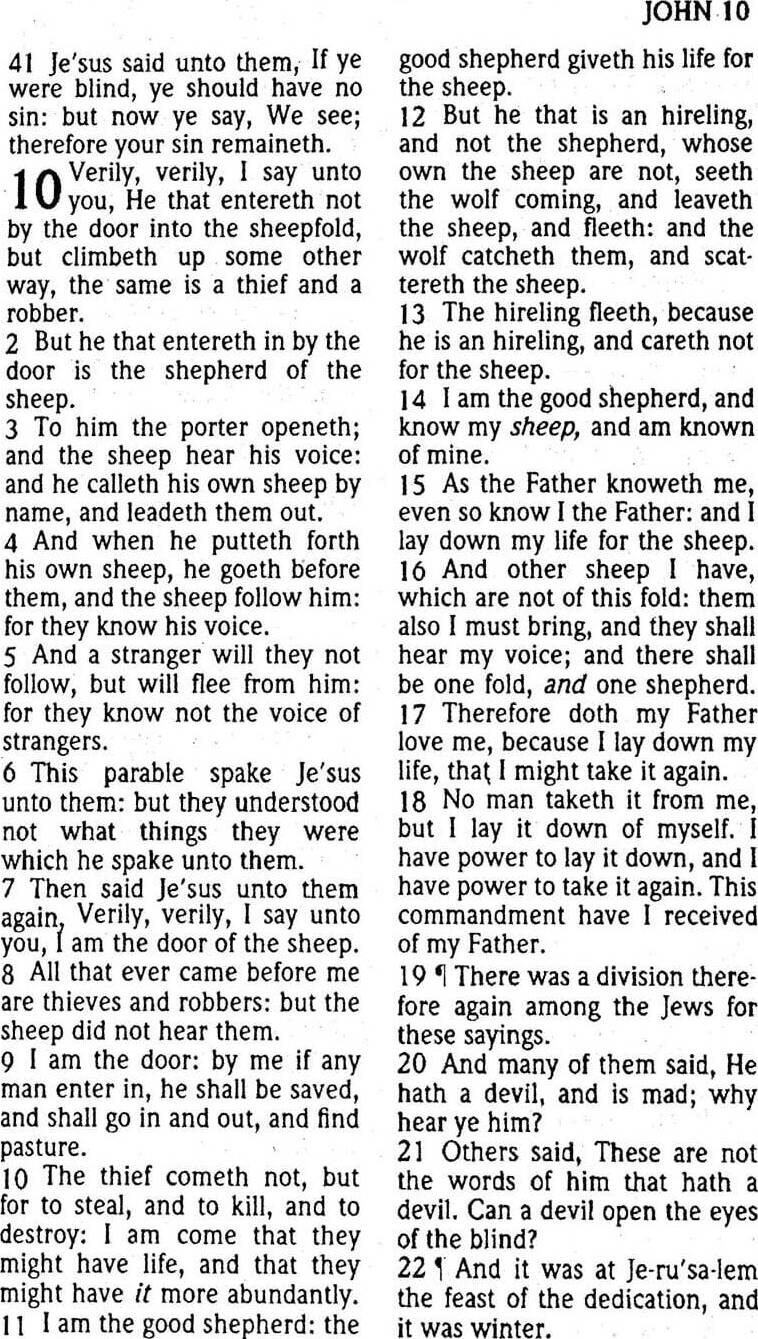 JOHN 10
41 Je'sus said unto them, If ye
were blind, ye should have no
sin: but now ye say, We see;
therefore your sin remaineth.
10 Verily, verily, I say unto
you, He that entereth not
by the door into the sheepfold,
but climbeth up some other
way, the same is a thief and a
robber.
2 But he that entereth in by the
door is the shepherd of the
sheep.
3 To him the porter openeth;
and the sheep hear his voice:
and he calleth his own sheep by
name, and leadeth them out.
4 And when he putteth forth
his own sheep, he goeth before
them, and the sheep follow him:
for they know his voice.
5 And a stranger will they not
follow, but will flee from him:
for they know not the voice of
strangers.
6 This parable spake Je'sus
unto them: but they understood
not what things they were
which he spake unto them.
7 Then said Je'sus unto them
again, Verily, verily, I say unto
you, I am the door of the sheep.
8 All that ever came before me
are thieves and robbers: but the
sheep did not hear them.
9 I am the door: by me if any
man enter in, he shall be saved,
and shall go in and out, and find
pasture.
10 The thief cometh not, but
for to steal, and to kill, and to
destroy: I am come that they
might have life, and that they
might have it more abundantly.
11 I am the good shepherd: the
good shepherd giveth his life for
the sheep.
12 But he that is an hireling,
and not the shepherd, whose
own the sheep are not, seeth
the wolf coming, and leaveth
the sheep, and fleeth: and the
wolf catcheth them, and scat-
tereth the sheep.
13 The hireling fleeth, because
he is an hireling, and careth not
for the sheep.
14 I am the good shepherd, and
know my sheep, and am known
of mine.
15 As the Father knoweth me,
even so know I the Father: and I
lay down my life for the sheep.
16 And other sheep I have,
which are not of this fold: them
also I must bring, and they shall
hear my voice; and there shall
be one fold, and one shepherd.
17 Therefore doth my Father
love me, because I lay down my
life, that I might take it again.
18 No man taketh it from me,
but I lay it down of myself. I
have power to lay it down, and I
have power to take it again. This
commandment have I received
of my Father.
19 ¶ There was a division there-
fore again among the Jews for
these sayings.
20 And many of them said, He
hath a devil, and is mad; why
hear ye him?
21 Others said, These are not
the words of him that hath a
devil. Can a devil open the eyes
of the blind?
22 ¶ And it was at Je-ru'sa-lem
the feast of the dedication, and
it was winter.